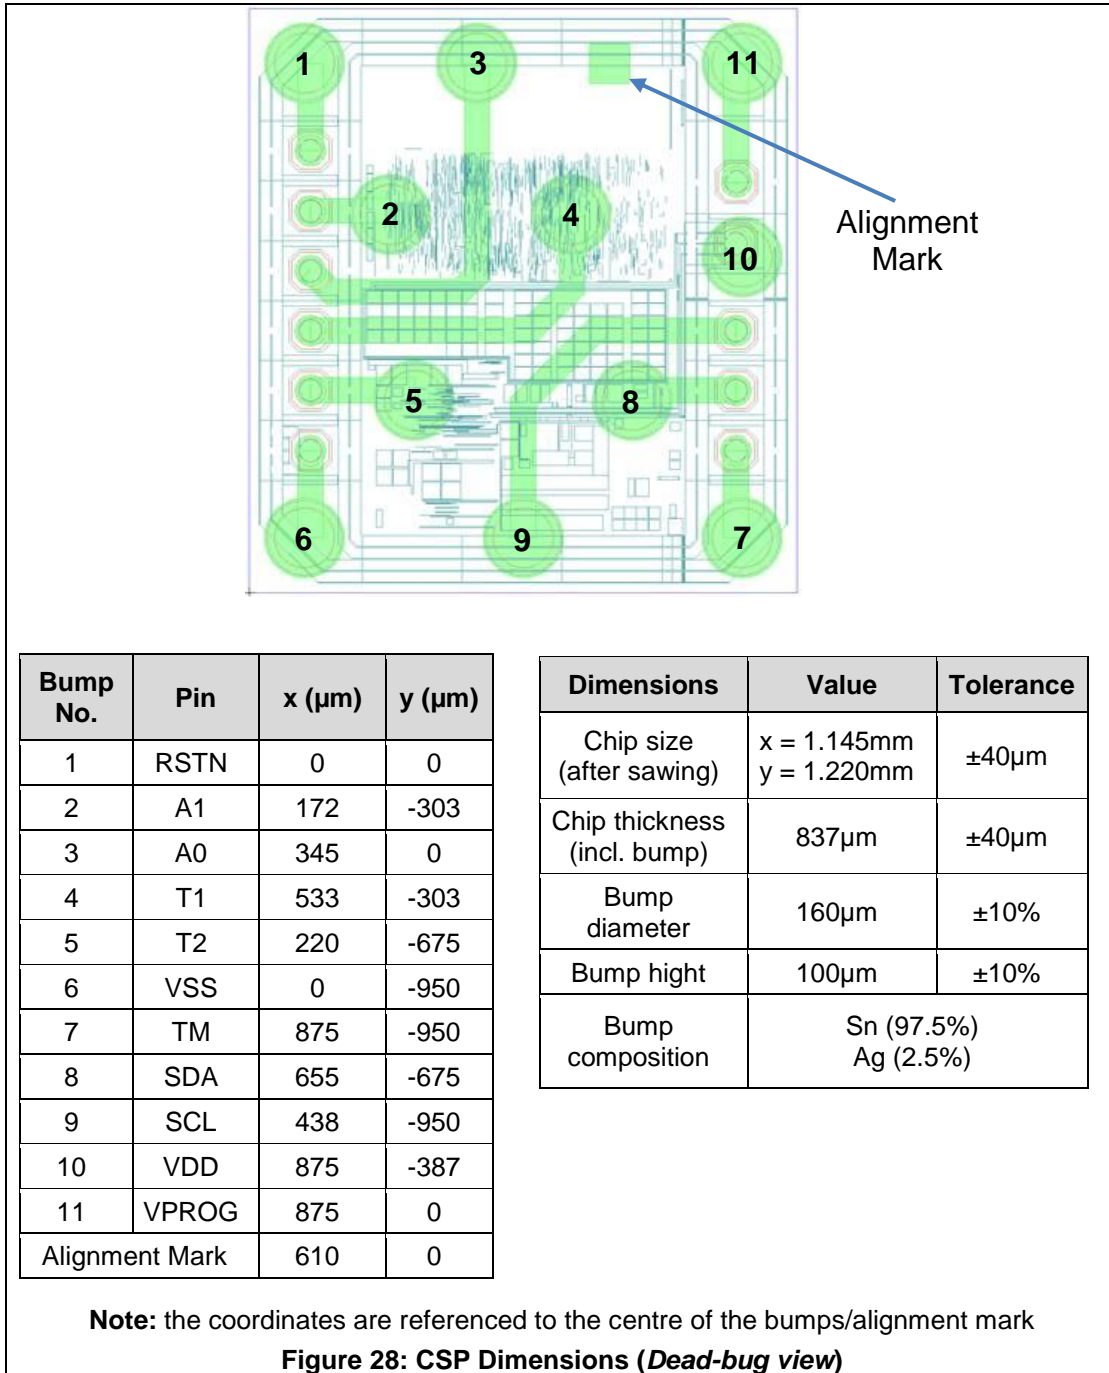 1 3 11
2 4
10
5 8
6 9 7
Alignment
Mark
Bump No. Pin x (µm) y (µm)
1 RSTN 0 0
2 A1 172 -303
3 A0 345 0
4 T1 533 -303
5 T2 220 -675
6 VSS 0 -950
7 TM 875 -950
8 SDA 655 -675
9 SCL 438 -950
10 VDD 875 -387
11 VPROG 875 0
Alignment Mark 610 0
Dimensions Value Tolerance
Chip size (after sawing) x = 1.145mm y = 1.220mm ±40µm
Chip thickness (incl. bump) 837µm ±40µm
Bump diameter 160µm ±10%
Bump hight 100µm ±10%
Bump composition Sn (97.5%) Ag (2.5%)
Note: the coordinates are referenced to the centre of the bumps/alignment mark
Figure 28: CSP Dimensions (Dead-bug view)